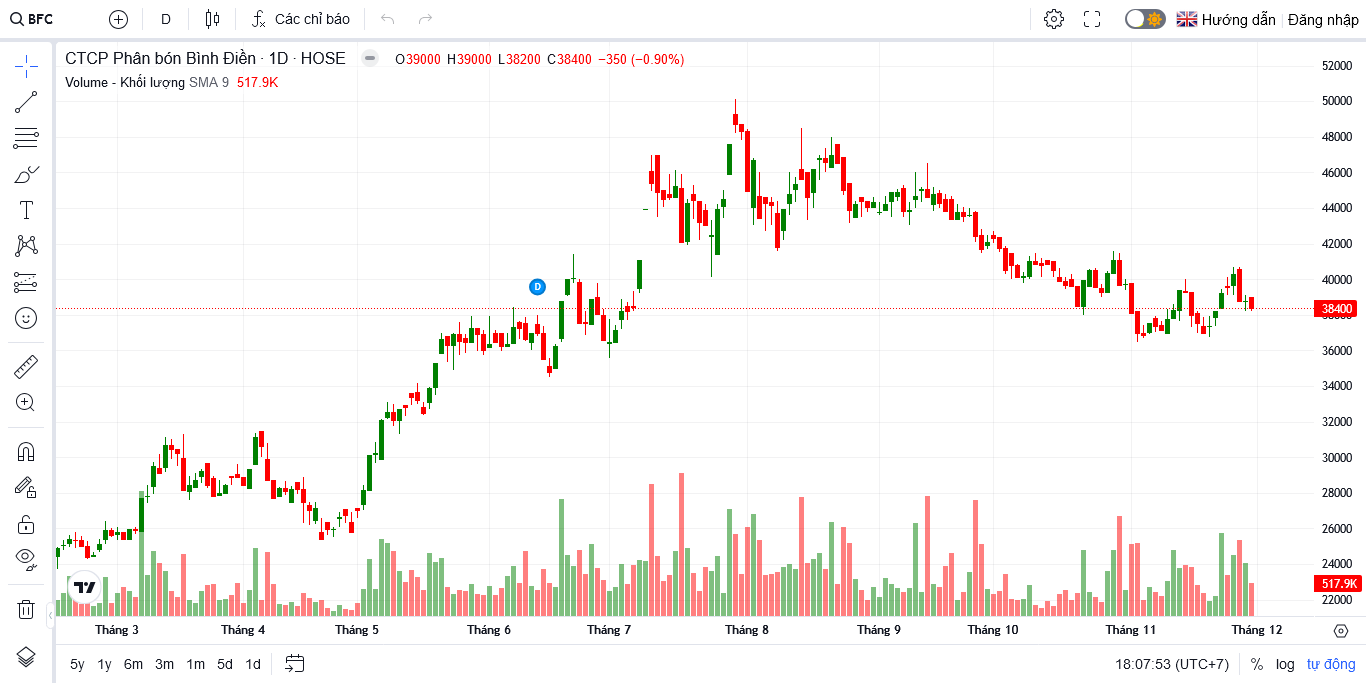 BFC D Các chỉ báo Hướng dẫn Đăng nhập
CTCP Phân bón Bình Điền · 1D · HOSE O39000 H39000 L38200 C38400 −350 (−0.90%)
Volume - Khối lượng SMA 9 517.9K
52000
50000
48000
46000
44000
42000
40000
D
38400
38000
36000
34000
32000
30000
28000
26000
24000
517.9K
22000
Tháng 3 Tháng 4 Tháng 5 Tháng 6 Tháng 7 Tháng 8 Tháng 9 Tháng 10 Tháng 11 Tháng 12
5y 1y 6m 3m 1m 5d 1d 18:07:53 (UTC+7) % log tự động